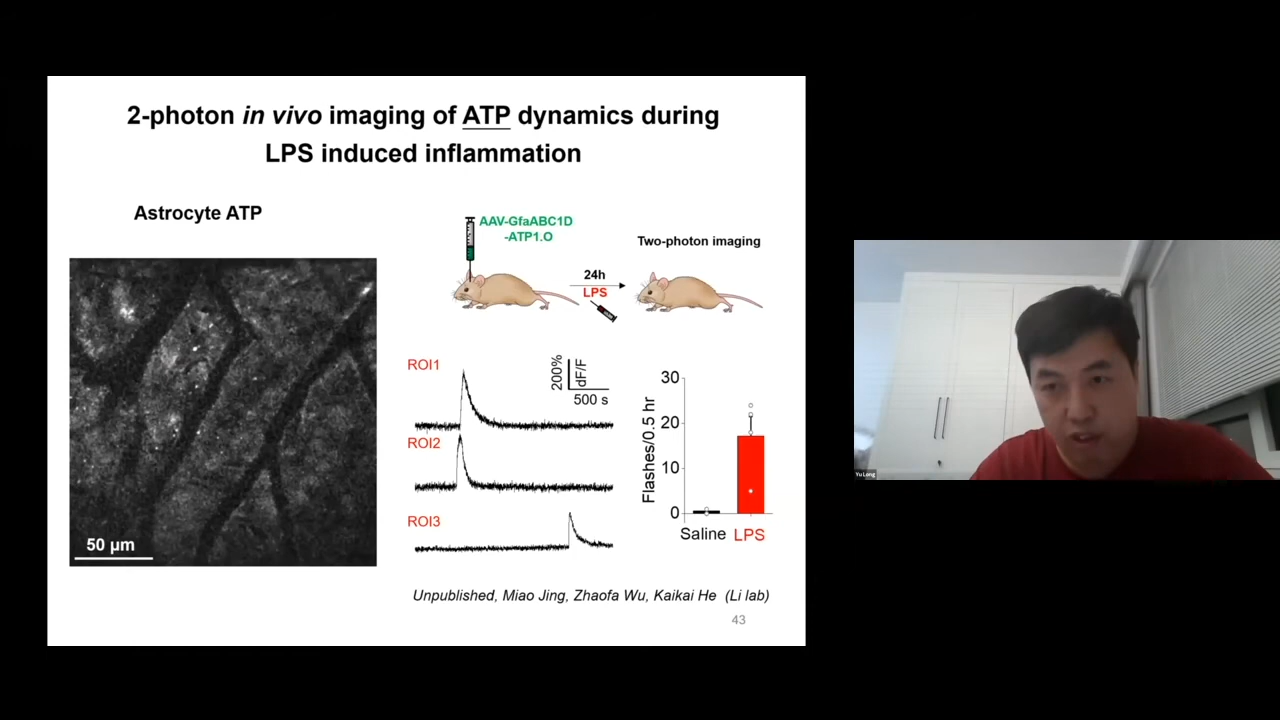 2-photon in vivo imaging of ATP dynamics during
LPS induced inflammation
Astrocyte ATP
50 µm
AAV-GfaABC1D
-ATP1.O
24h
LPS
Two-photon imaging
ROI1
ROI2
ROI3
200%
dF/F
500 s
Flashes/0.5 hr
30
20
10
0
Saline
LPS
Unpublished, Miao Jing, Zhaofa Wu, Kaikai He (Li lab)
43
Yu Long